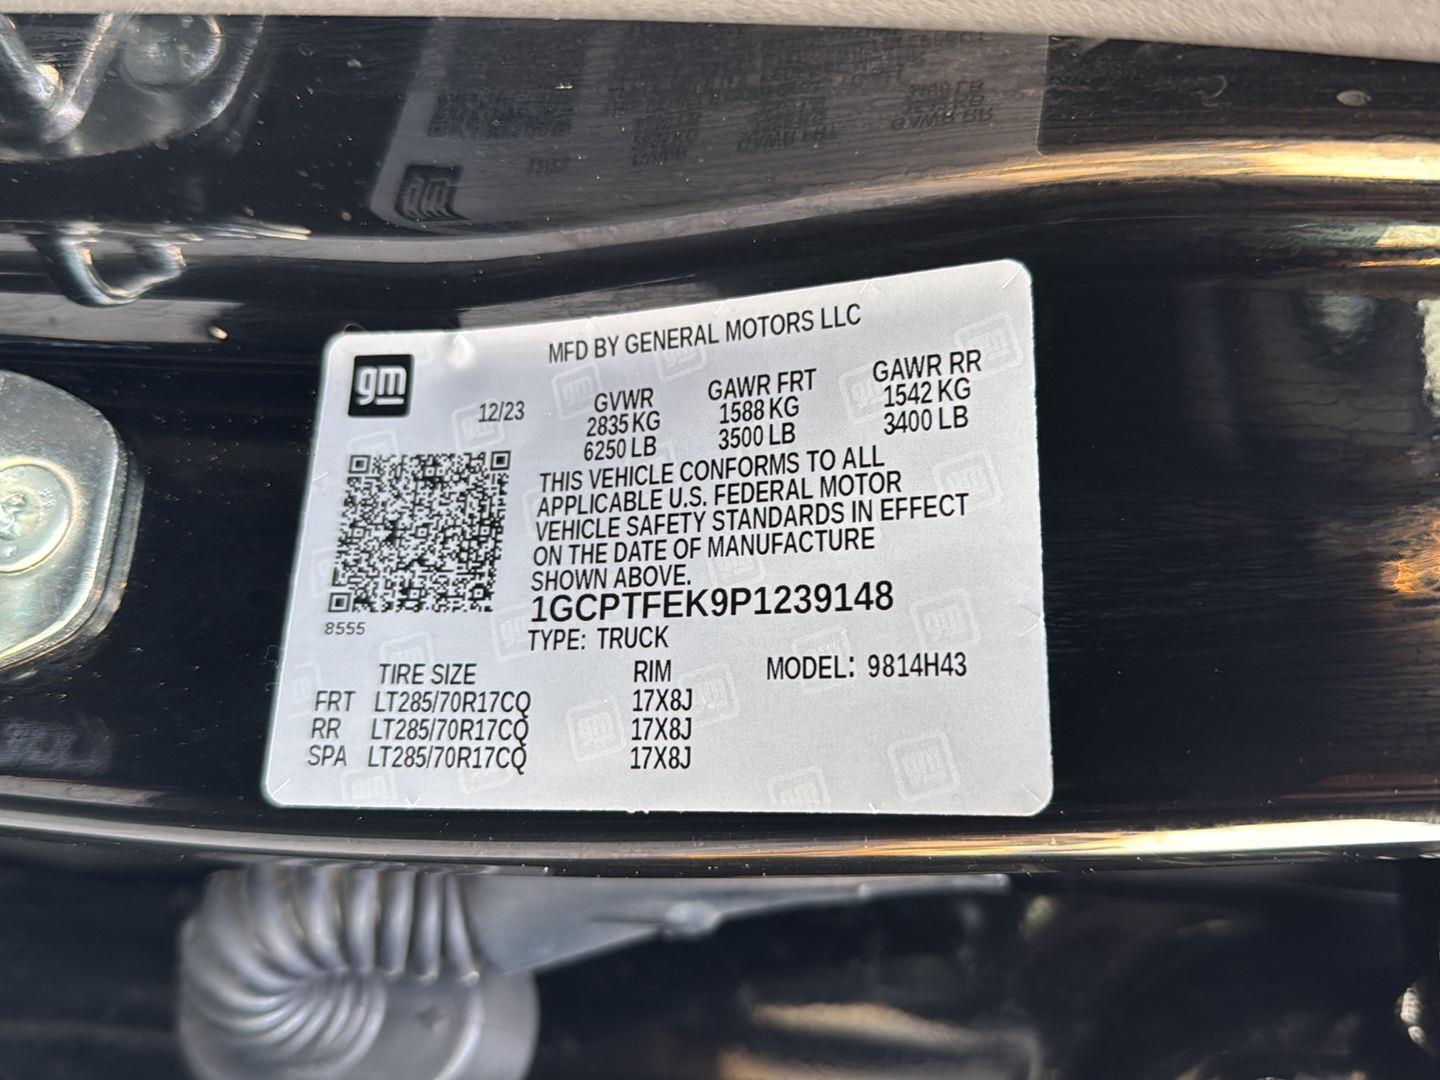 MFD BY GENERAL MOTORS LLC
gm
12/23
GVWR GAWR FRT GAWR RR
2835 KG 1588 KG 1542 KG
6250 LB 3500 LB 3400 LB
THIS VEHICLE CONFORMS TO ALL
APPLICABLE U.S. FEDERAL MOTOR
VEHICLE SAFETY STANDARDS IN EFFECT
ON THE DATE OF MANUFACTURE
SHOWN ABOVE.
1GCPTFEK9P1239148
8555
TYPE: TRUCK
TIRE SIZE RIM MODEL: 9814H43
FRT LT285/70R17CQ 17X8J
RR LT285/70R17CQ 17X8J
SPA LT285/70R17CQ 17X8J